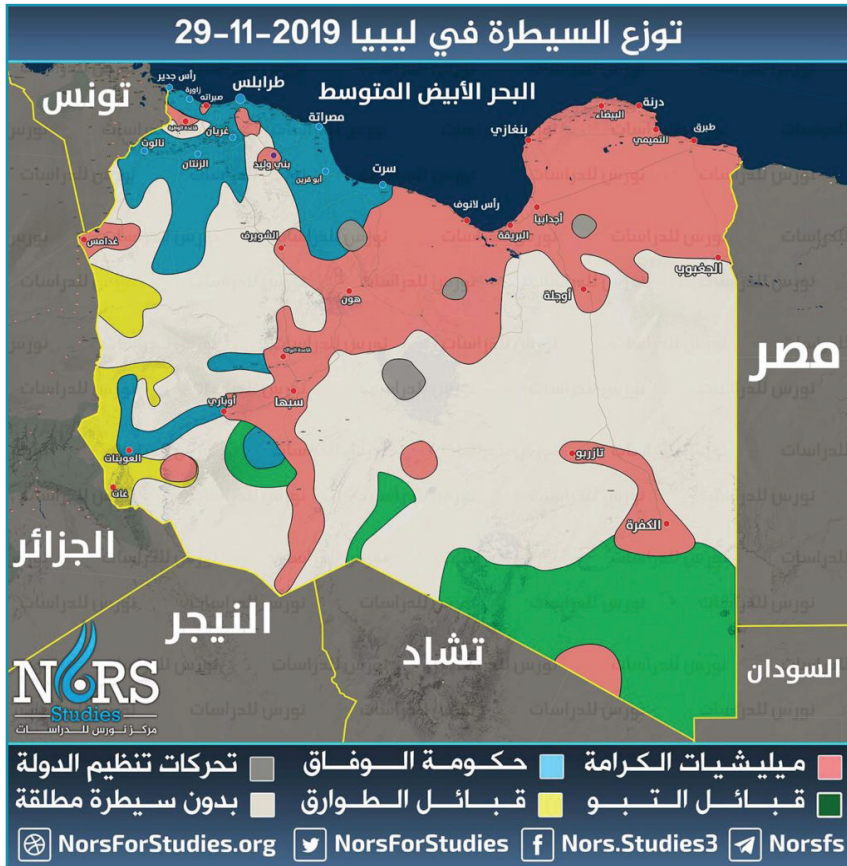 توزع السيطرة في ليبيا 2019-11-29
تونس
رأس جدير
زوارة
صبراته
طرابلس
البحر الأبيض المتوسط
مصراتة
غريان
نالوت
الزنتان
بني وليد
أبو قرين
سرت
درنة
البيضاء
التميمي
طبرق
بنغازي
رأس لانوف
أجدابيا
البريقة
غدامس
الشويرف
الجغبوب
أوجلة
هون
مصر
سبها
أوباري
العوينات
غات
تازربو
الكفرة
الجزائر
النيجر
تشاد
السودان
NORS
Studies
مركز نورس للدراسات
ميليشيات الكرامة
حكومة الوفاق
تحركات تنظيم الدولة
قبائل التبو
قبائل الطوارق
بدون سيطرة مطلقة
NorsForStudies.org
NorsForStudies
Nors.Studies3
Norsfs
نورس للدراسات